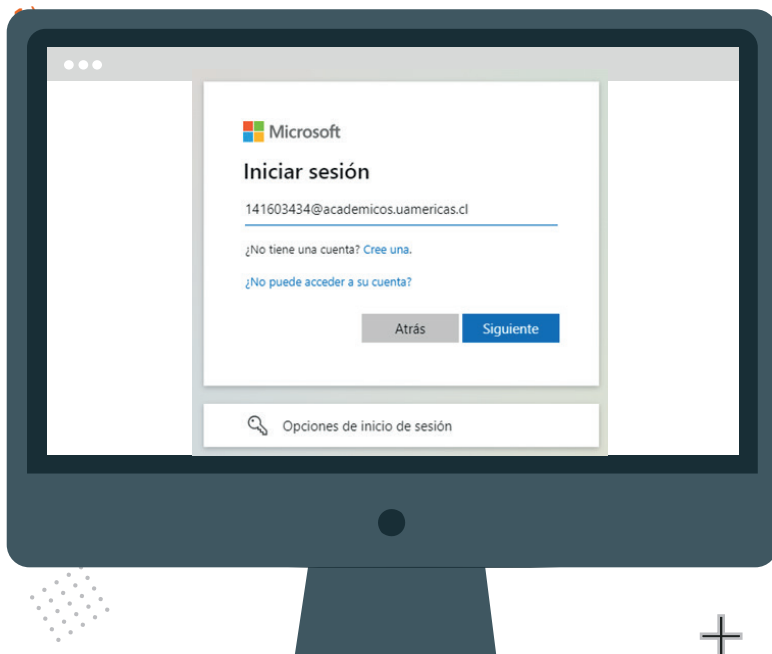 Microsoft
Iniciar sesión
141603434@academicos.uamericas.cl
¿No tiene una cuenta? Cree una.
¿No puede acceder a su cuenta?
Atrás Siguiente
Opciones de inicio de sesión